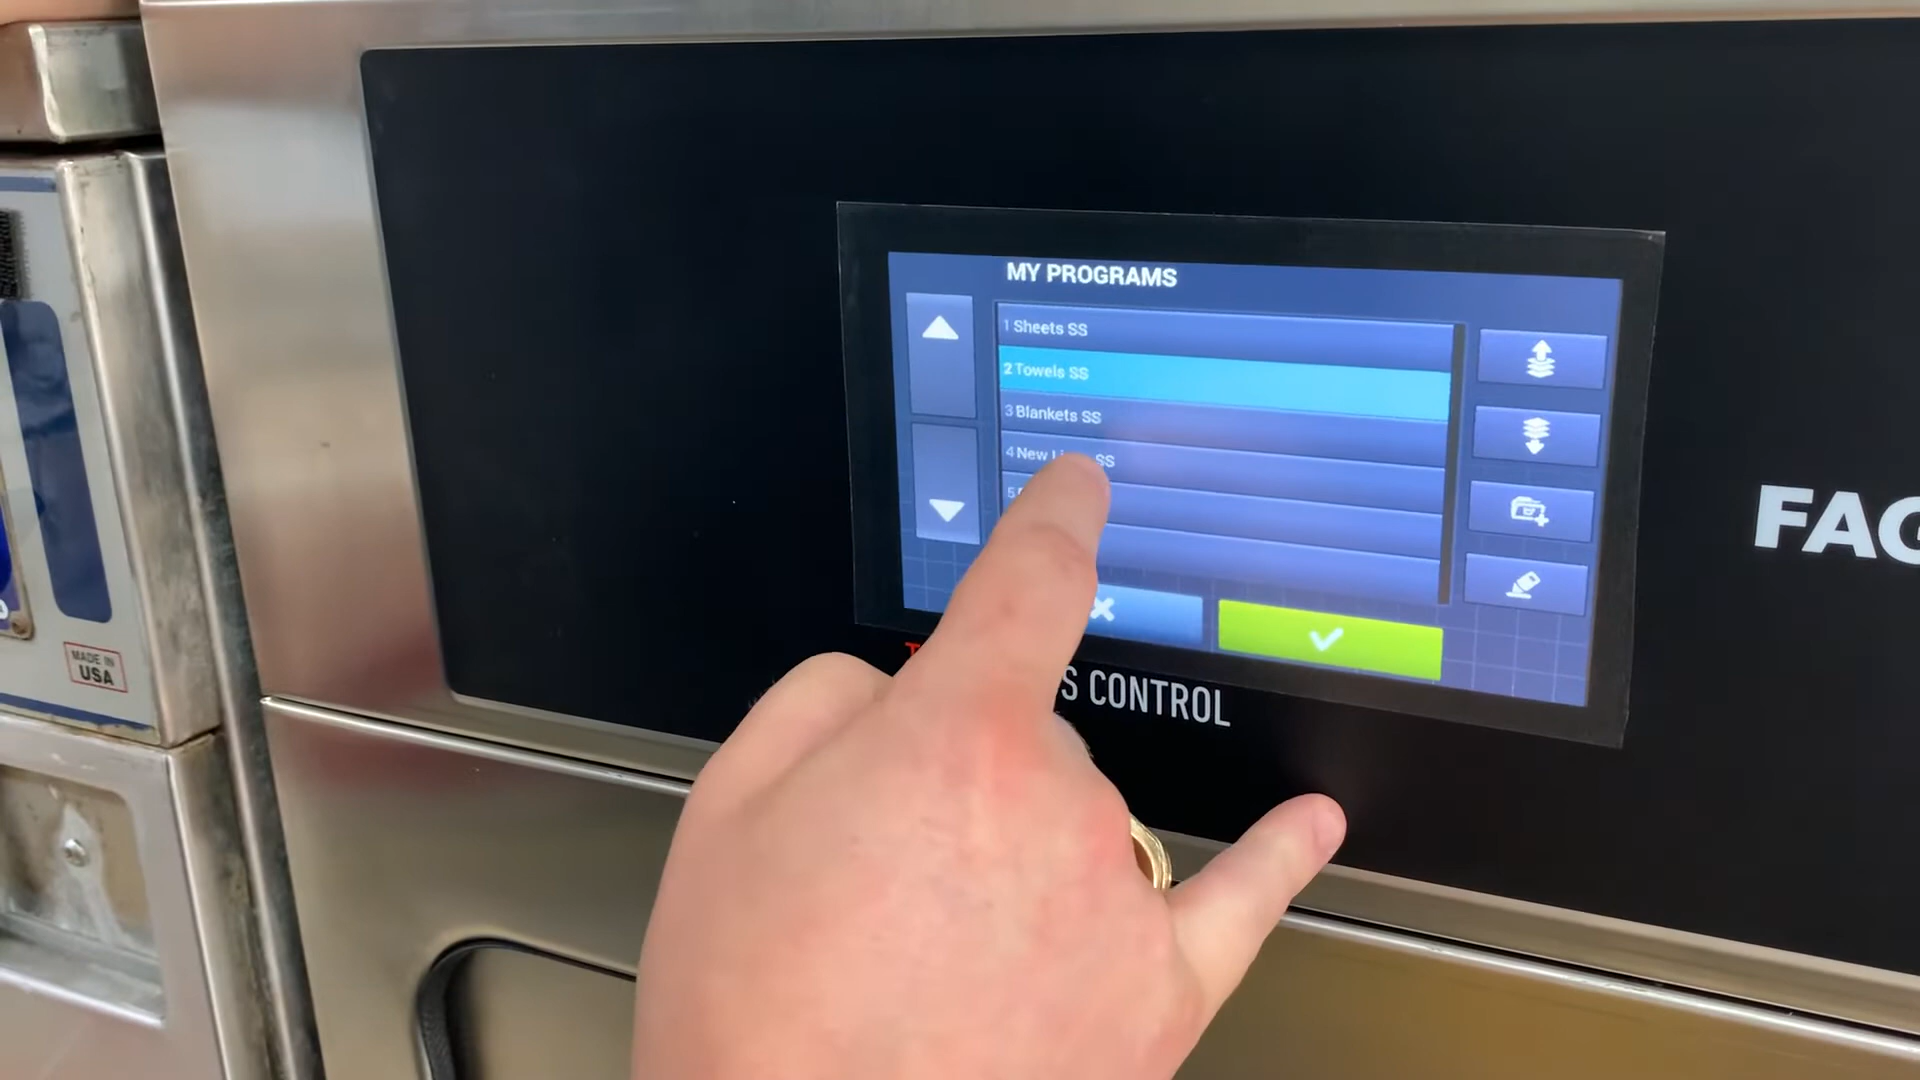 MY PROGRAMS
1 Sheets SS
2 Towels SS
3 Blankets SS
4 New SS
5
S CONTROL
FAG
MADE IN
USA